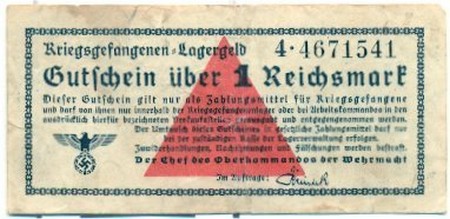 Kriegsgefangenen-Lagergeld 4·4671541
Gutschein über 1 Reichsmark
Dieser Gutschein gilt nur als Zahlungsmittel für Kriegsgefangene
und darf von ihnen nur innerhalb der Kriegsgefangenenlager oder bei Arbeitskommandos in den
ausdrücklich hierfür bezeichneten Verkaufsstellen verausgabt und entgegengenommen werden.
Der Umtausch dieses Gutscheines in gesetzliche Zahlungsmittel darf nur
bei der zuständigen Kasse der Lagerverwaltung erfolgen.
Zuwiderhandlungen, Nachahmungen und Fälschungen werden bestraft.
Der Chef des Oberkommandos der Wehrmacht
Im Auftrage: